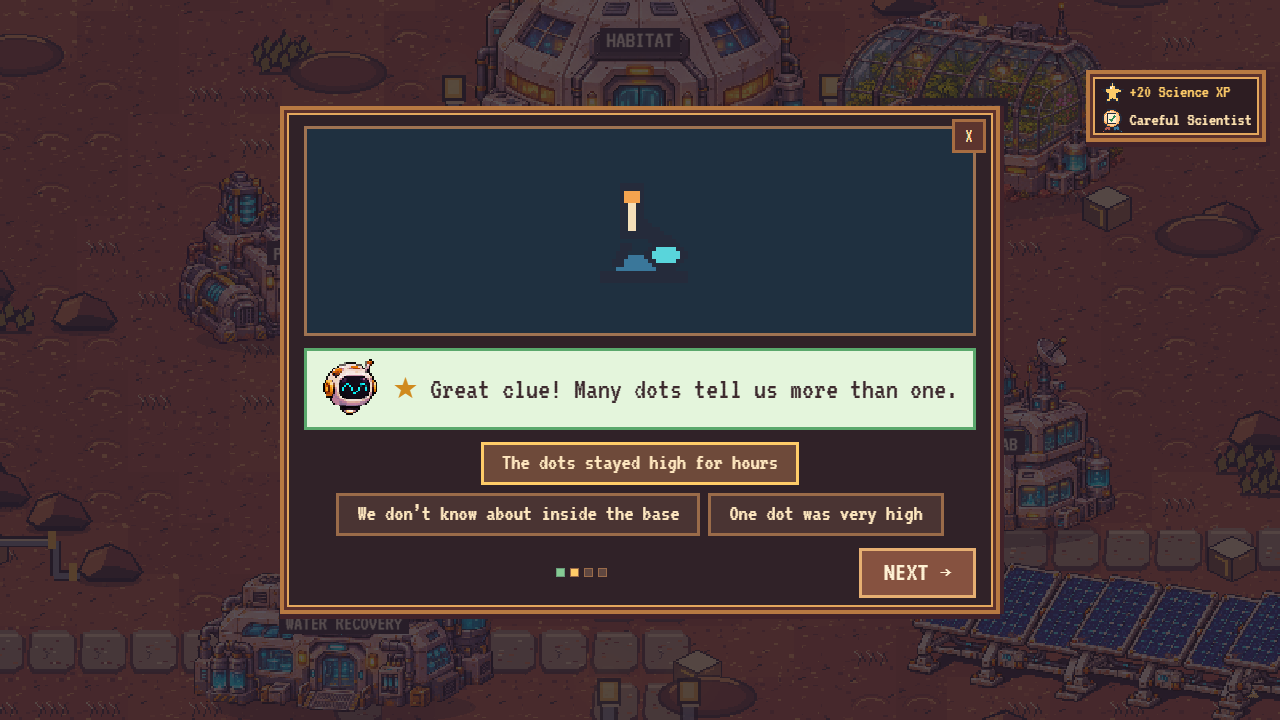 HABITAT
+20 Science XP
Careful Scientist
X
★ Great clue! Many dots tell us more than one.
The dots stayed high for hours
We don't know about inside the base
One dot was very high
NEXT →
WATER RECOVERY